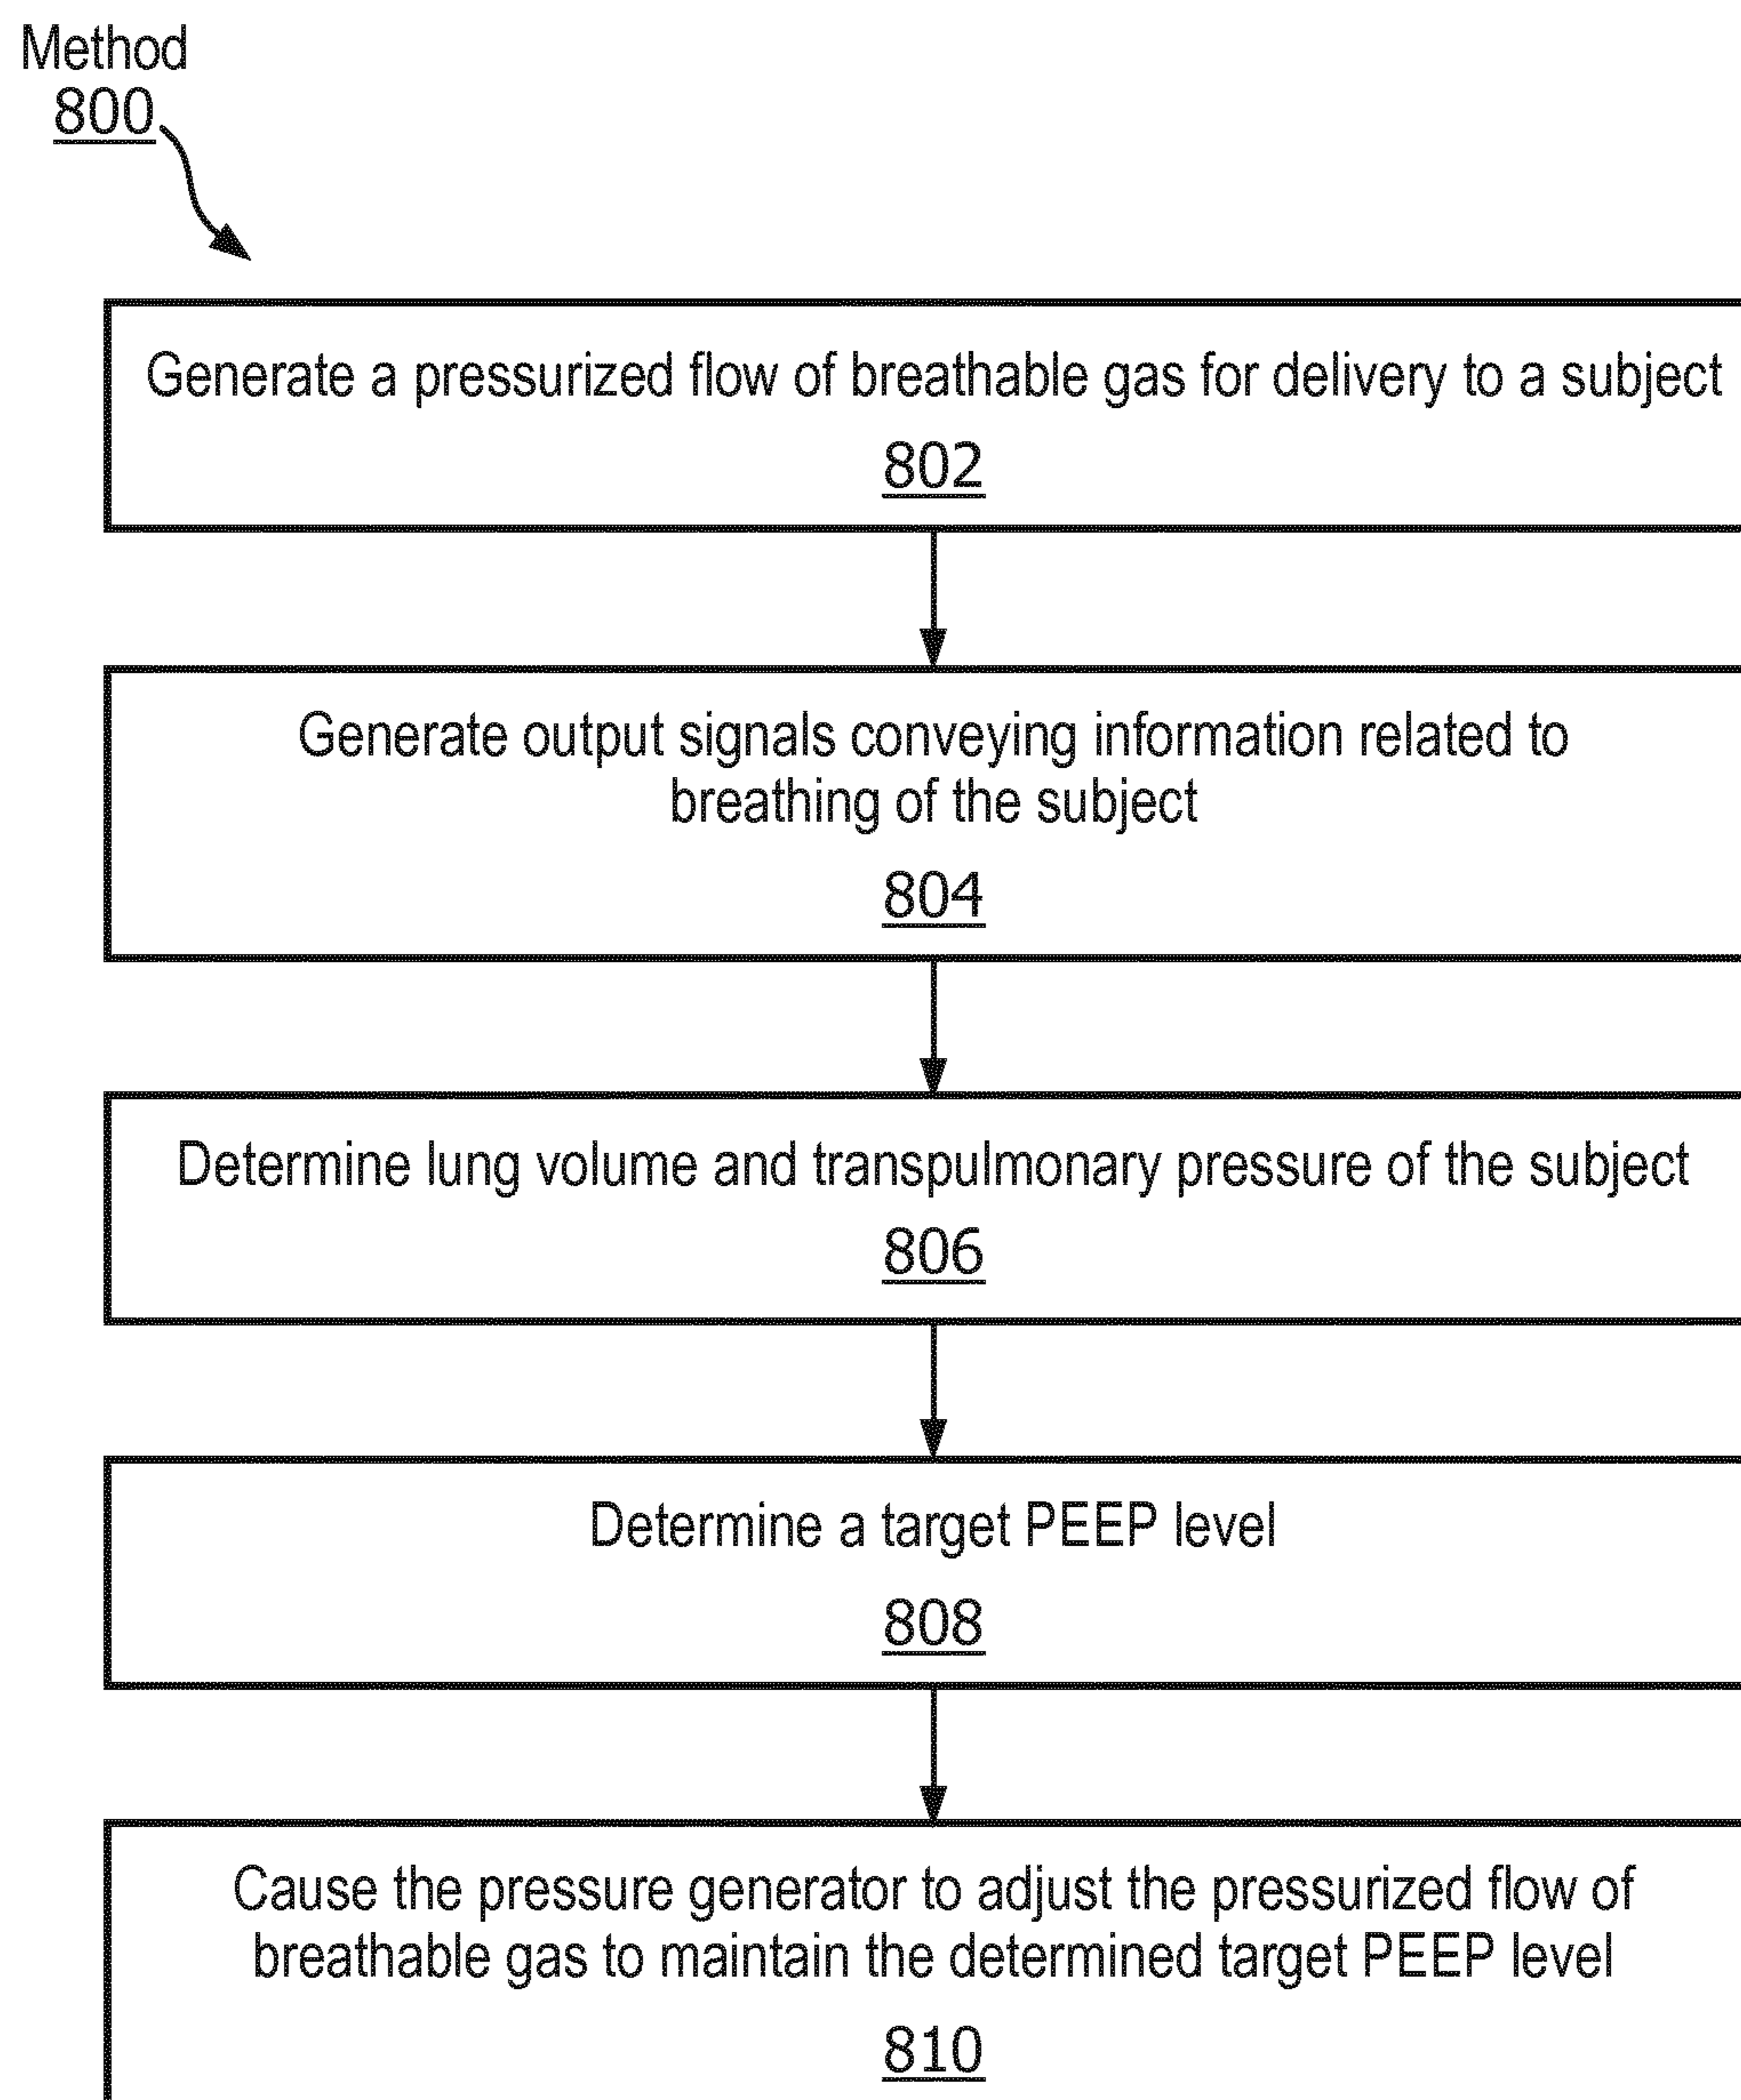 Method
800
Generate a pressurized flow of breathable gas for delivery to a subject
802
Generate output signals conveying information related to
breathing of the subject
804
Determine lung volume and transpulmonary pressure of the subject
806
Determine a target PEEP level
808
Cause the pressure generator to adjust the pressurized flow of
breathable gas to maintain the determined target PEEP level
810